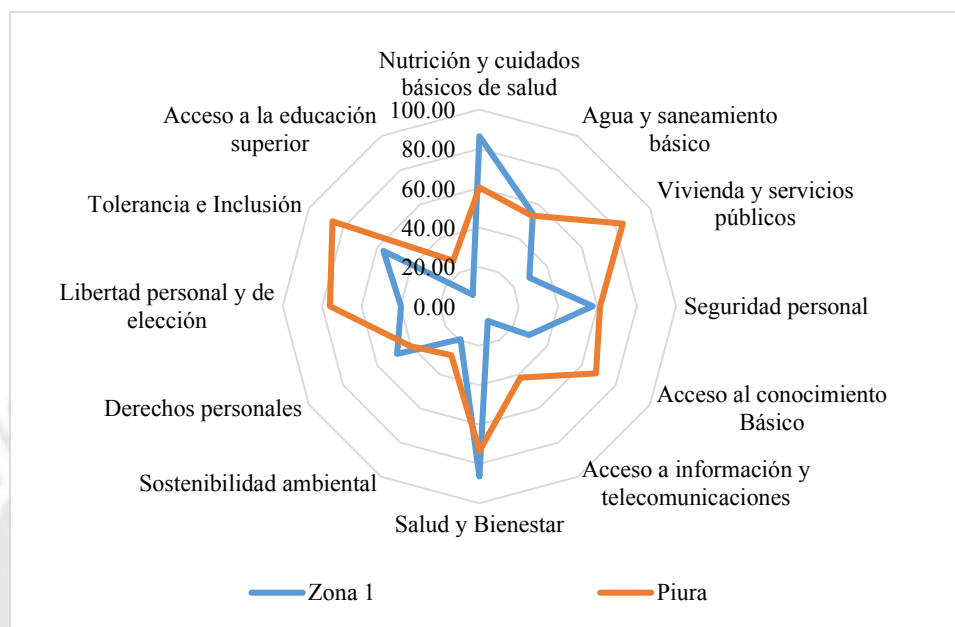 Nutrición y cuidados
básicos de salud
Agua y saneamiento
básico
Vivienda y servicios
públicos
Seguridad personal
Acceso al conocimiento
Básico
Acceso a información y
telecomunicaciones
Salud y Bienestar
Sostenibilidad ambiental
Derechos personales
Libertad personal y de
elección
Tolerancia e Inclusión
Acceso a la educación
superior
100.00
80.00
60.00
40.00
20.00
0.00
Zona 1
Piura